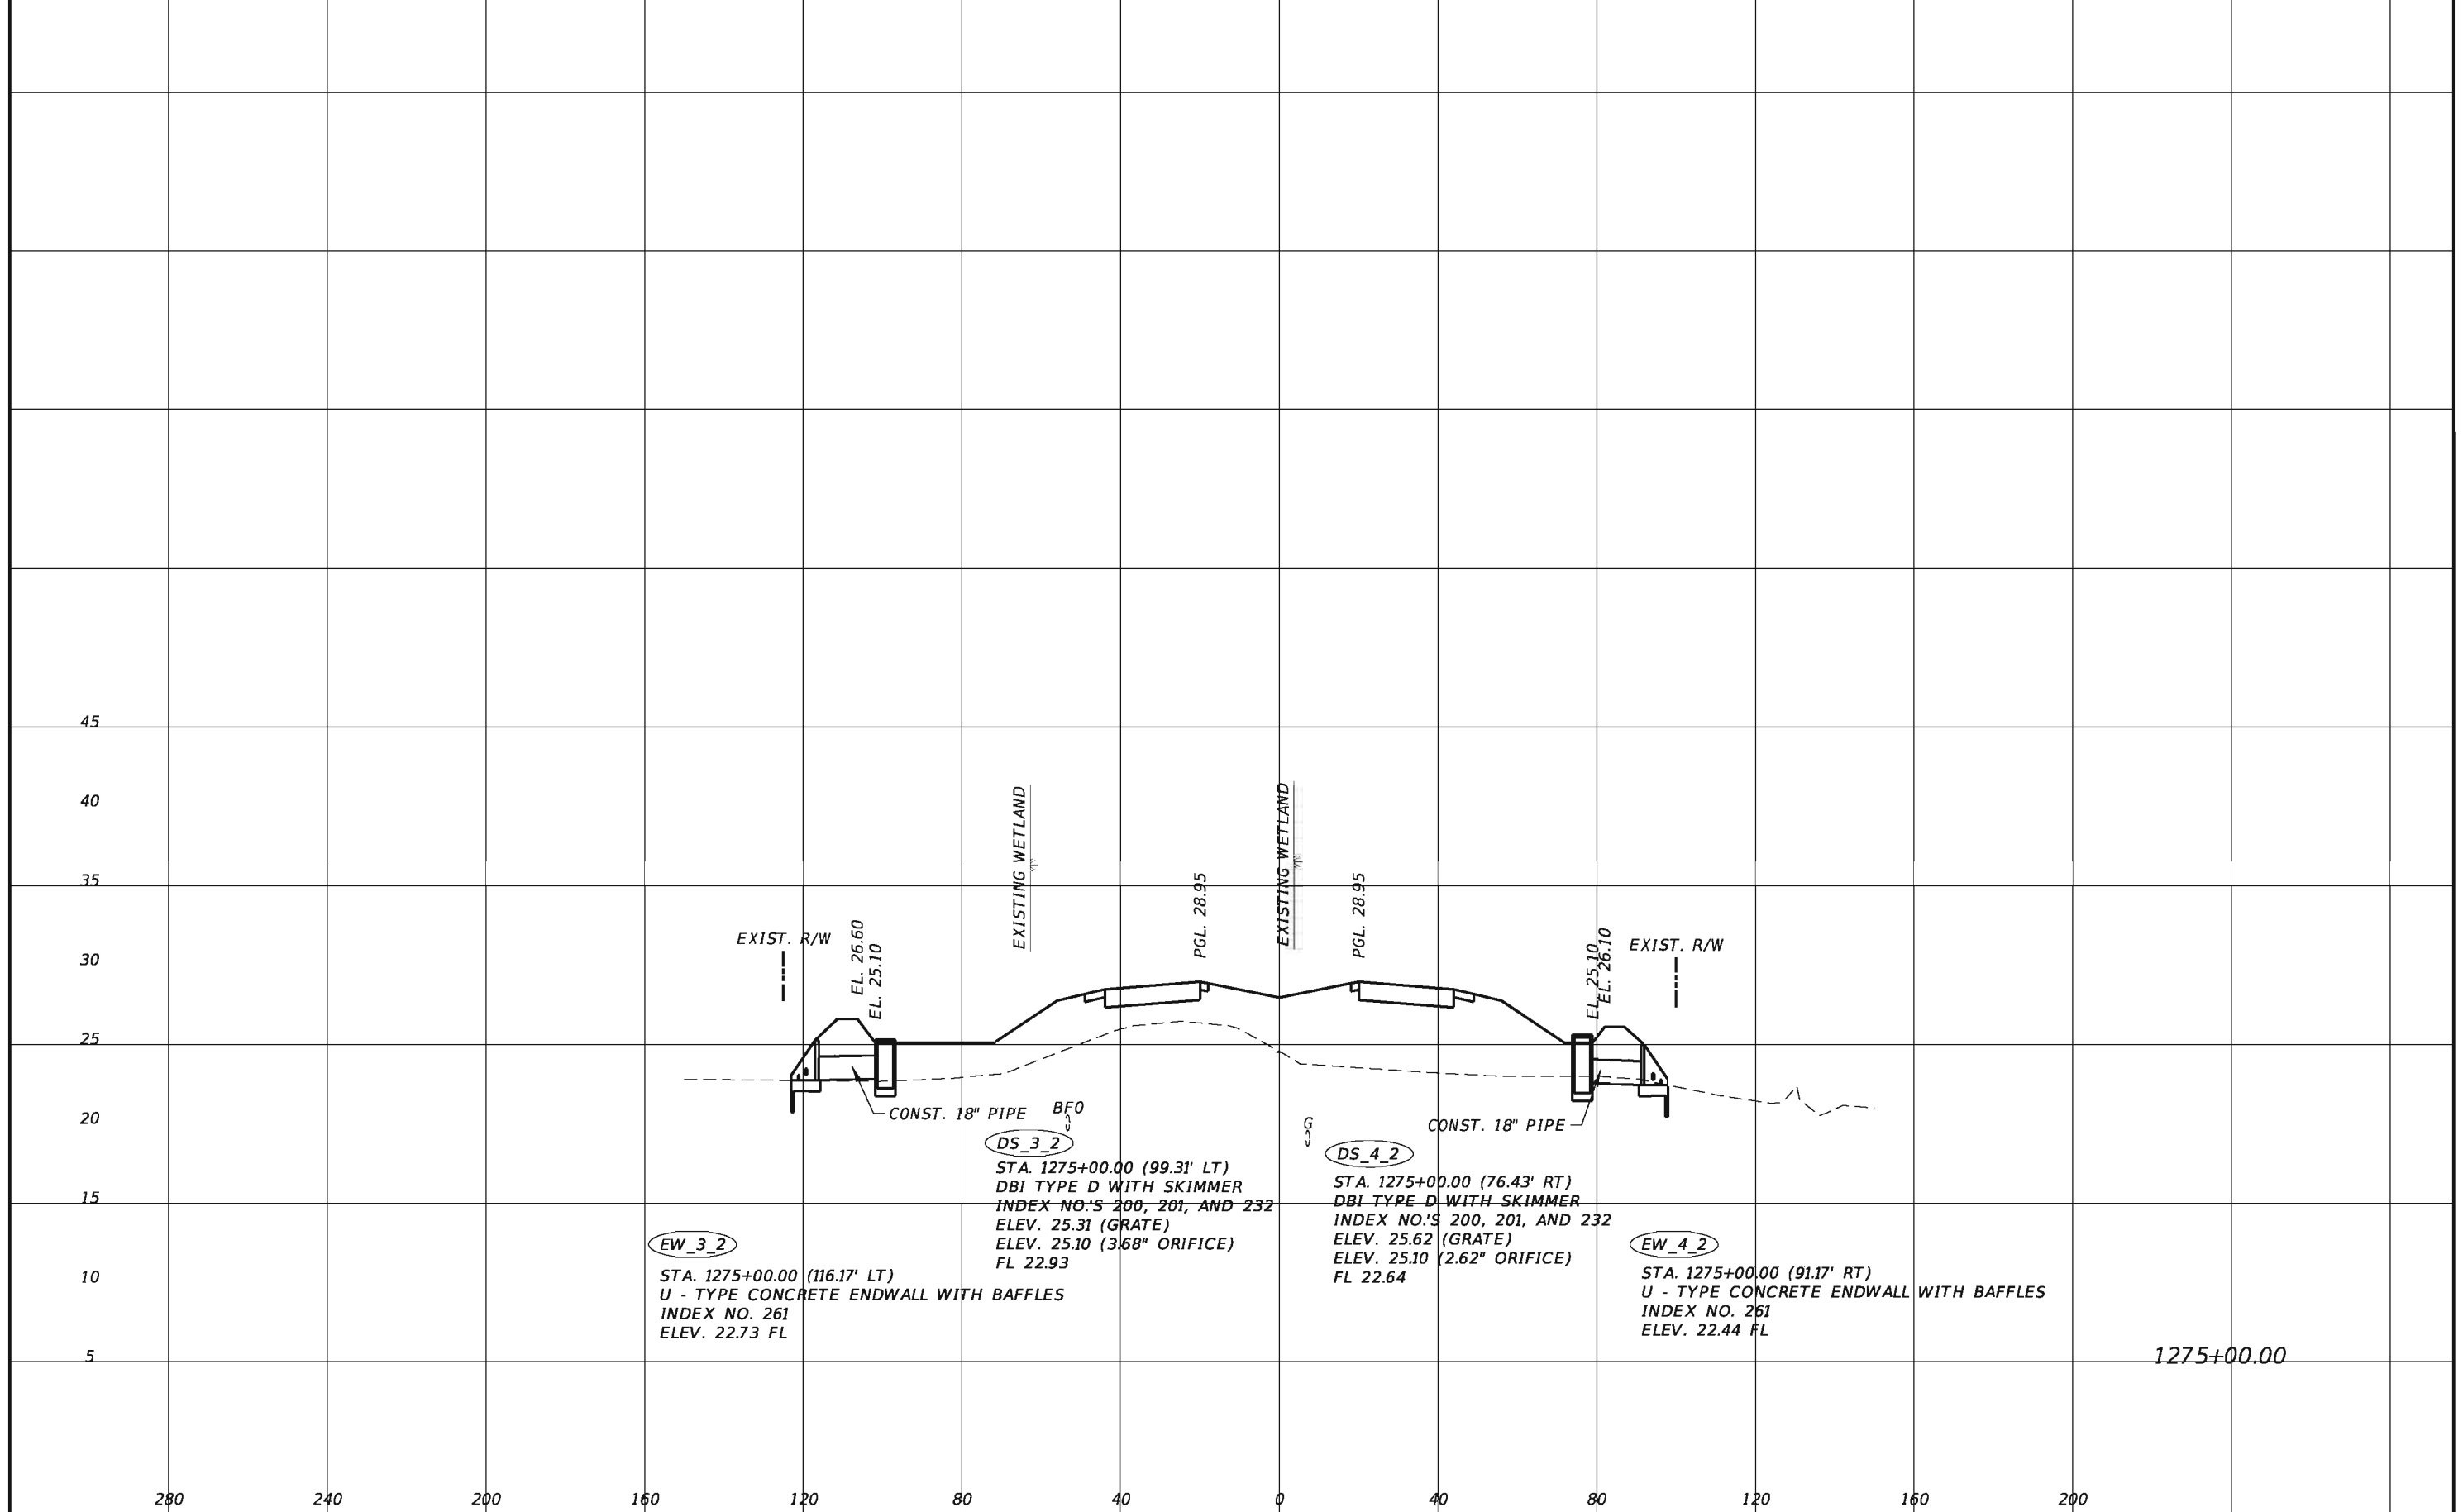 45
40
35
30
25
20
15
10
5
EXISTING WETLAND
EXISTING WETLAND
PGL. 28.95
PGL. 28.95
EXIST. R/W
EL. 26.60
EL. 25.10
EL. 25.10
EL. 26.10
EXIST. R/W
CONST. 18" PIPE
BFO
G
CONST. 18" PIPE
DS_3_2
STA. 1275+00.00 (99.31' LT)
DBI TYPE D WITH SKIMMER
INDEX NO.'S 200, 201, AND 232
ELEV. 25.31 (GRATE)
ELEV. 25.10 (3.68" ORIFICE)
FL 22.93
DS_4_2
STA. 1275+00.00 (76.43' RT)
DBI TYPE D WITH SKIMMER
INDEX NO.'S 200, 201, AND 232
ELEV. 25.62 (GRATE)
ELEV. 25.10 (2.62" ORIFICE)
FL 22.64
EW_3_2
STA. 1275+00.00 (116.17' LT)
U - TYPE CONCRETE ENDWALL WITH BAFFLES
INDEX NO. 261
ELEV. 22.73 FL
EW_4_2
STA. 1275+00.00 (91.17' RT)
U - TYPE CONCRETE ENDWALL WITH BAFFLES
INDEX NO. 261
ELEV. 22.44 FL
1275+00.00
280 240 200 160 120 80 40 0 40 80 120 160 200